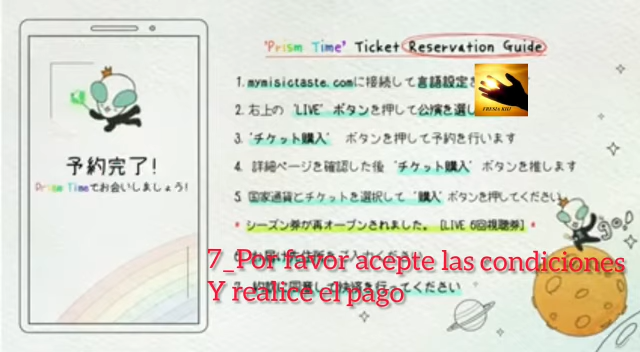 'Prism Time' Ticket Reservation Guide
1. mymisictaste.comに接続して言語設定を
FRESIA KID
2. 右上の 'LIVE' ボタンを押して公演を選し
3. 'チケット購入' ボタンを押して予約を行います
4. 詳細ページを確認した後 'チケット購入' ボタンを推します
5. 国家通貨とチケットを選択して '購入' ボタンを押してください
* シーズン券が再オープンされました。 [LIVE 6回視聴券] *
go!
予約完了!
Prism Timeでお会いしましょう!
7_Por favor acepte las condiciones
Y realice el pago